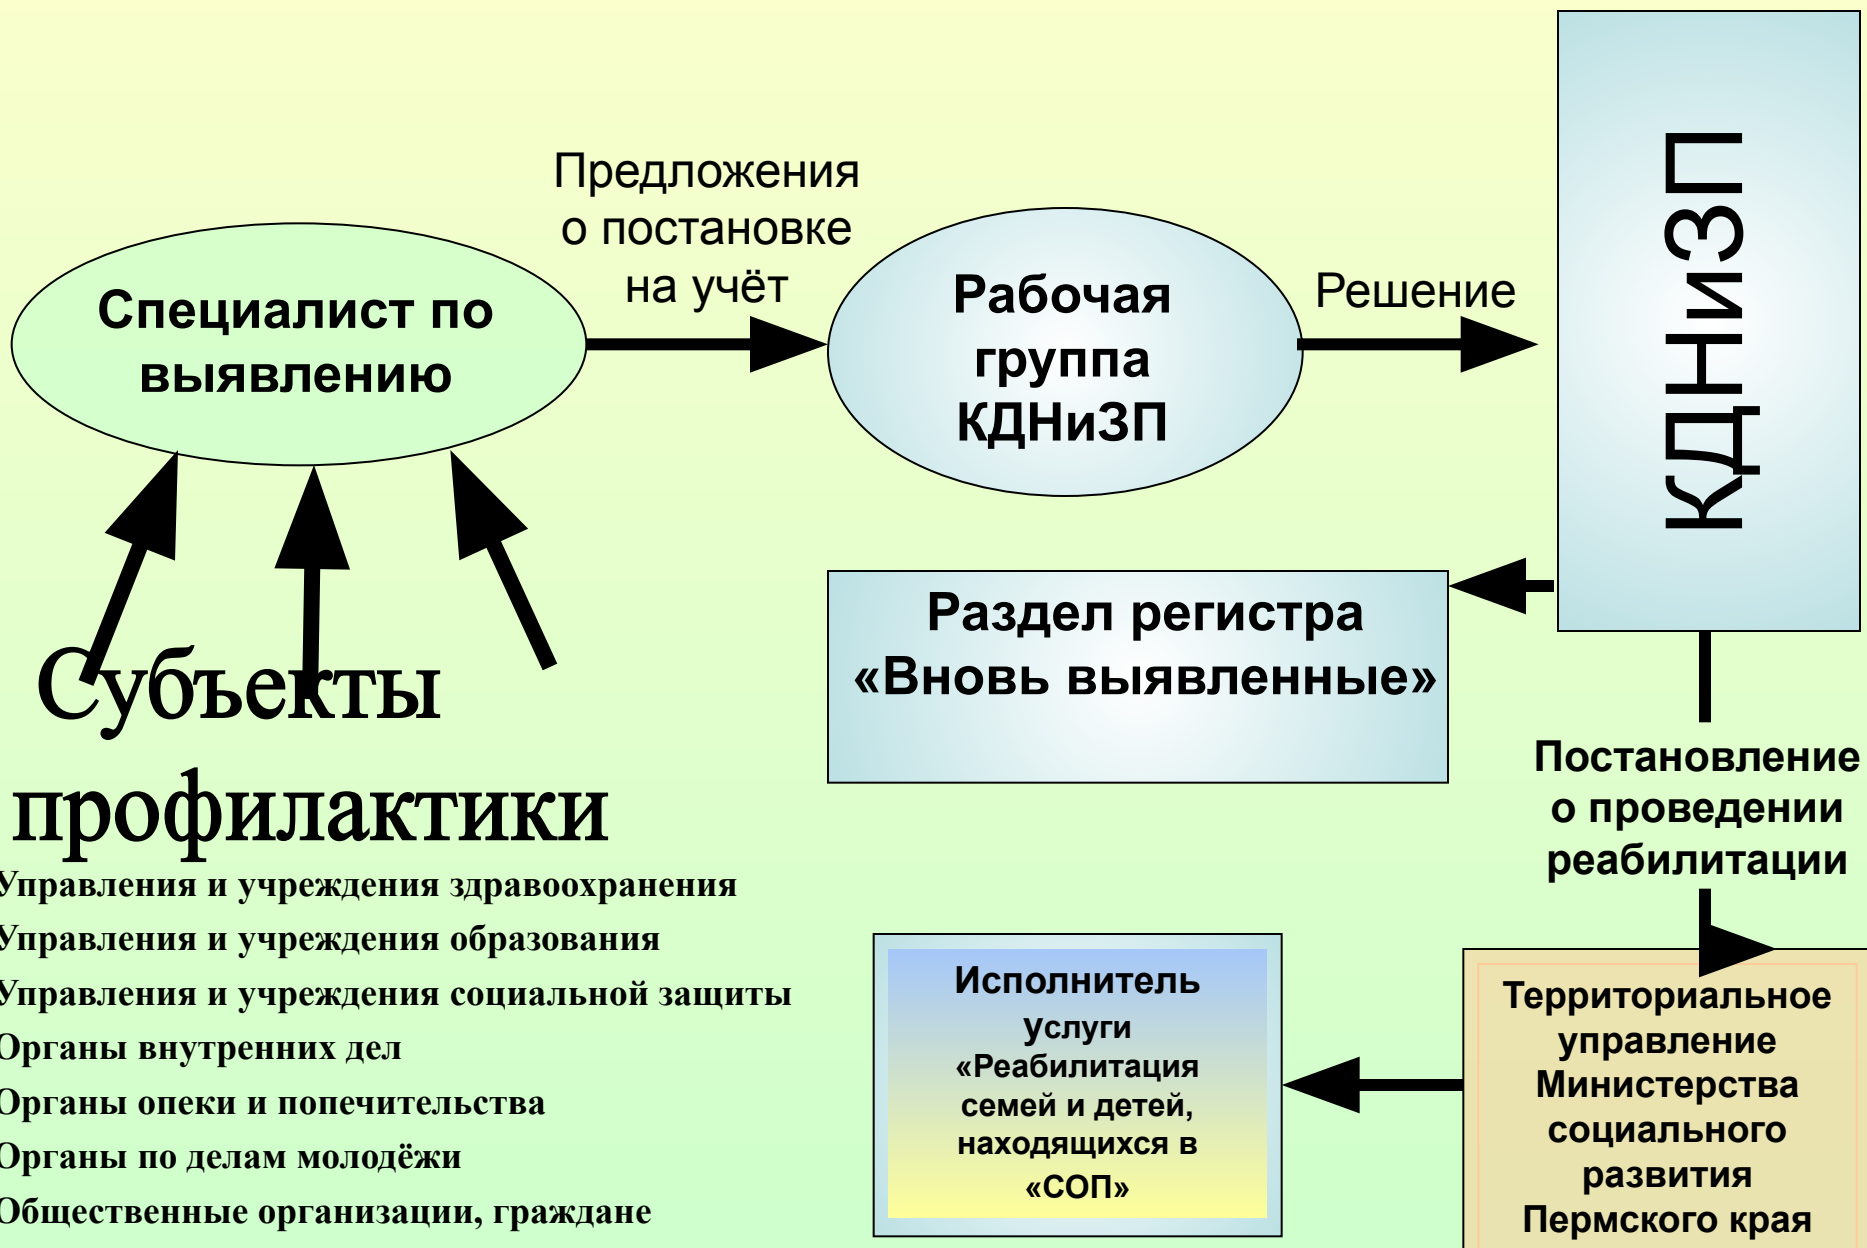 Предложения
о постановке
на учёт
Специалист по
выявлению
Рабочая
группа
КДНиЗП
Решение
КДНиЗП
Раздел регистра
«Вновь выявленные»
Субъекты
профилактики
Управления и учреждения здравоохранения
Управления и учреждения образования
Управления и учреждения социальной защиты
Органы внутренних дел
Органы опеки и попечительства
Органы по делам молодёжи
Общественные организации, граждане
Постановление
о проведении
реабилитации
Исполнитель
услуги
«Реабилитация
семей и детей,
находящихся в
«СОП»
Территориальное
управление
Министерства
социального
развития
Пермского края